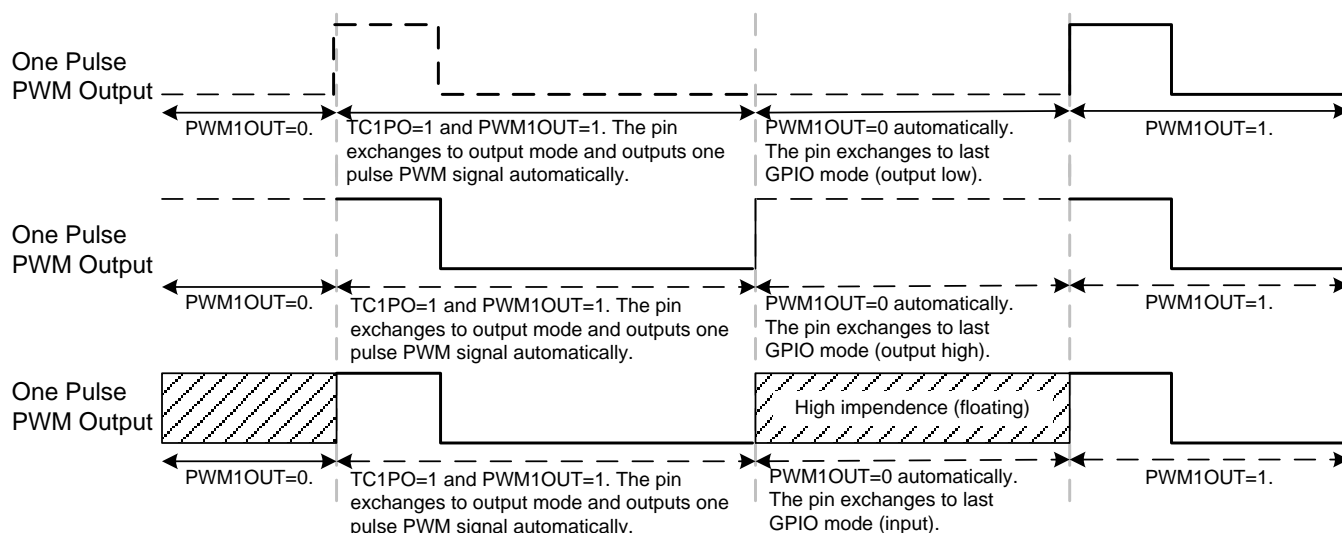 One Pulse
PWM Output
PWM1OUT=0.
TC1PO=1 and PWM1OUT=1. The pin
exchanges to output mode and outputs one
pulse PWM signal automatically.
PWM1OUT=0 automatically.
The pin exchanges to last
GPIO mode (output low).
PWM1OUT=1.
One Pulse
PWM Output
PWM1OUT=0.
TC1PO=1 and PWM1OUT=1. The pin
exchanges to output mode and outputs one
pulse PWM signal automatically.
PWM1OUT=0 automatically.
The pin exchanges to last
GPIO mode (output high).
PWM1OUT=1.
One Pulse
PWM Output
High impendence (floating)
PWM1OUT=0.
TC1PO=1 and PWM1OUT=1. The pin
exchanges to output mode and outputs one
pulse PWM signal automatically.
PWM1OUT=0 automatically.
The pin exchanges to last
GPIO mode (input).
PWM1OUT=1.